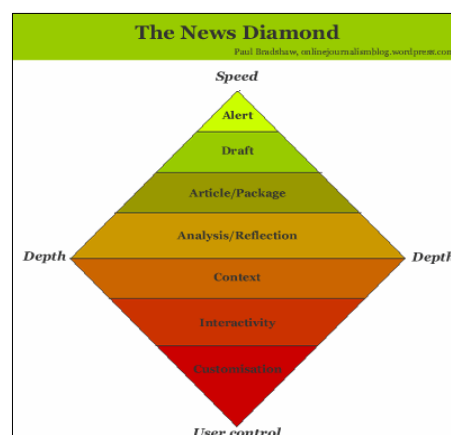 The News Diamond
Paul Bradshaw, onlinejournalismblog.wordpress.com
Speed
Alert
Draft
Article/Package
Analysis/Reflection
Depth
Depth
Context
Interactivity
Customisation
User control